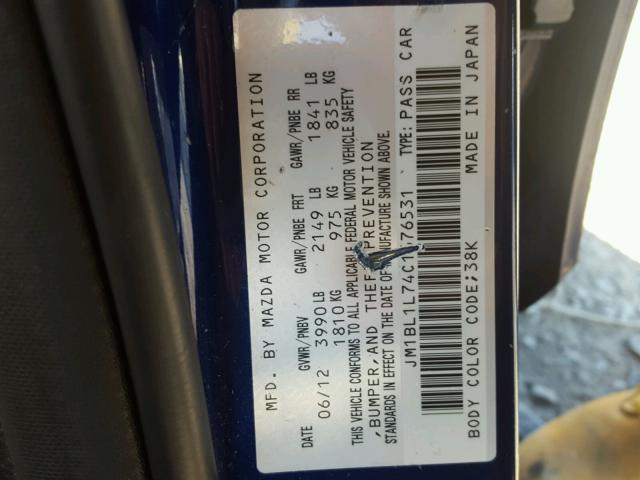 MFD. BY MAZDA MOTOR CORPORATION
DATE GVWR/PNBV GAWR/PNBE FRT GAWR/PNBE RR
06/12 3990 LB 2149 LB 1841 LB
1810 KG 975 KG 835 KG
THIS VEHICLE CONFORMS TO ALL APPLICABLE FEDERAL MOTOR VEHICLE SAFETY
,BUMPER, AND THEFT PREVENTION
STANDARDS IN EFFECT ON THE DATE OF MANUFACTURE SHOWN ABOVE.
TYPE: PASS CAR
BODY COLOR CODE;38K MADE IN JAPAN